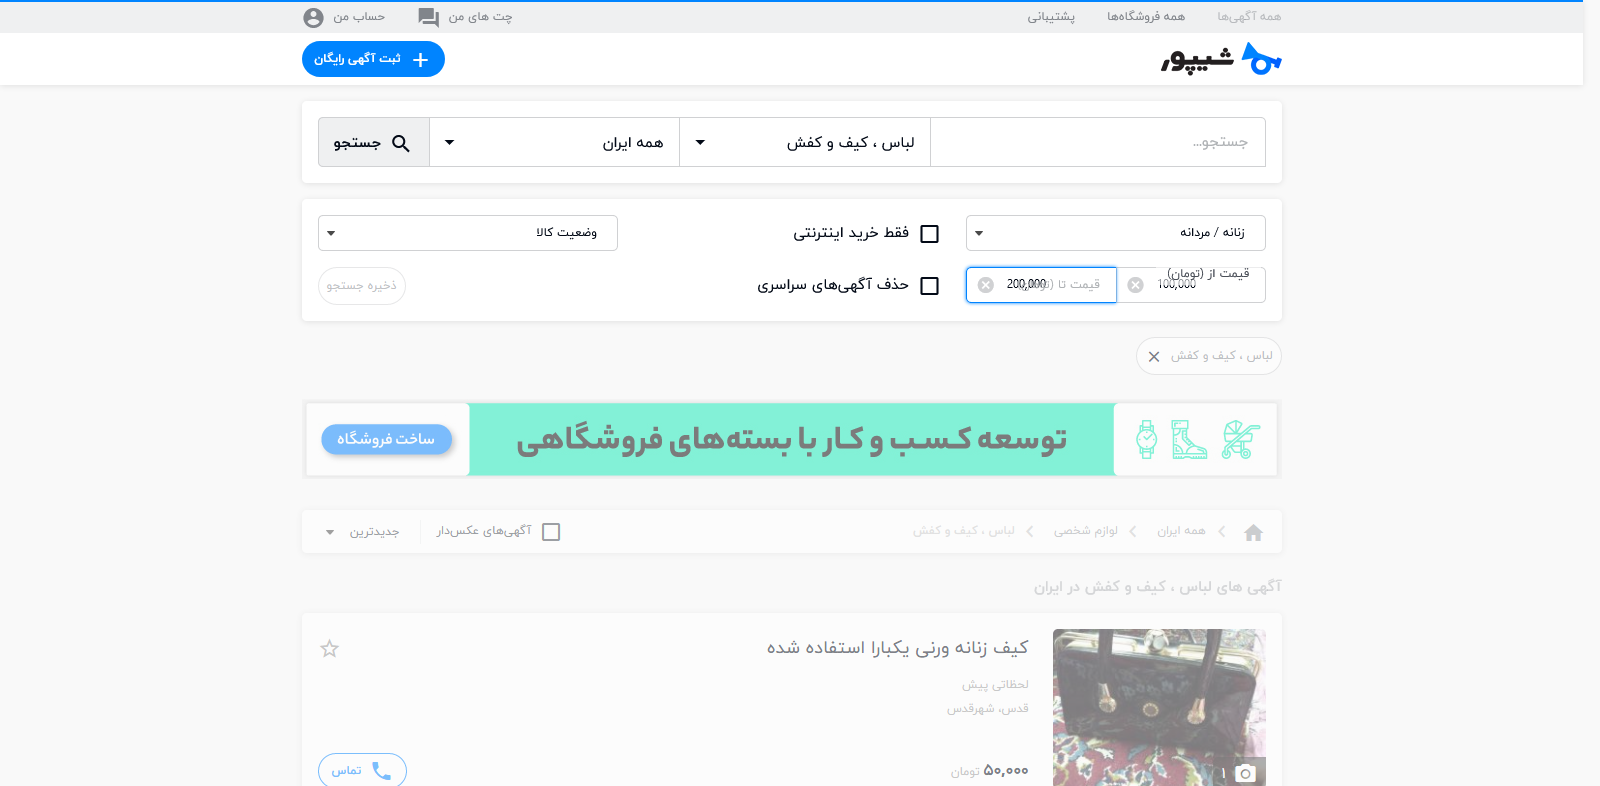 همه آگهی‌ها
همه فروشگاه‌ها
پشتیبانی
چت های من
حساب من
شیپور
ثبت آگهی رایگان
جستجو...
لباس ، کیف و کفش
همه ایران
جستجو
زنانه / مردانه
فقط خرید اینترنتی
وضعیت کالا
قیمت از (تومان)
100,000
قیمت تا (تومان)
200,000
حذف آگهی‌های سراسری
ذخیره جستجو
لباس ، کیف و کفش
توسعه کسب و کار با بسته‌های فروشگاهی
ساخت فروشگاه
همه ایران
لوازم شخصی
لباس ، کیف و کفش
آگهی‌های عکس‌دار
جدیدترین
آگهی های لباس ، کیف و کفش در ایران
کیف زنانه ورنی یکبارا استفاده شده
لحظاتی پیش
قدس، شهرقدس
۵۰,۰۰۰ تومان
تماس
۱